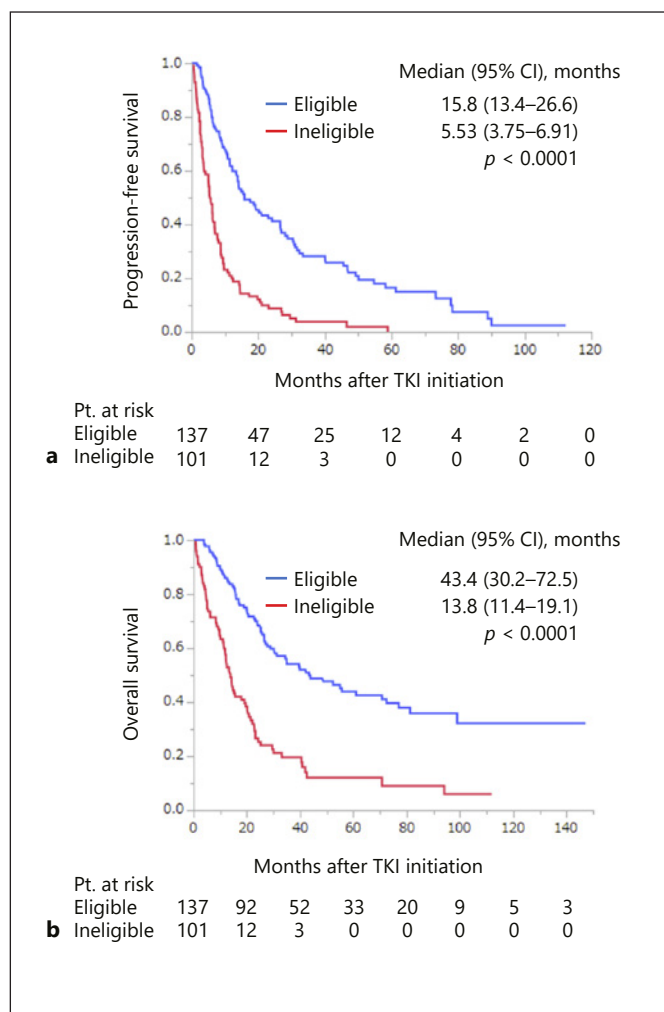 1.0
0.8
0.6
0.4
0.2
0.0
Progression-free survival
Median (95% CI), months
Eligible 15.8 (13.4–26.6)
Ineligible 5.53 (3.75–6.91)
p < 0.0001
0 20 40 60 80 100 120
Months after TKI initiation
Pt. at risk
Eligible 137 47 25 12 4 2 0
a Ineligible 101 12 3 0 0 0 0
1.0
0.8
0.6
0.4
0.2
0.0
Overall survival
Median (95% CI), months
Eligible 43.4 (30.2–72.5)
Ineligible 13.8 (11.4–19.1)
p < 0.0001
0 20 40 60 80 100 120 140
Months after TKI initiation
Pt. at risk
Eligible 137 92 52 33 20 9 5 3
b Ineligible 101 12 3 0 0 0 0 0